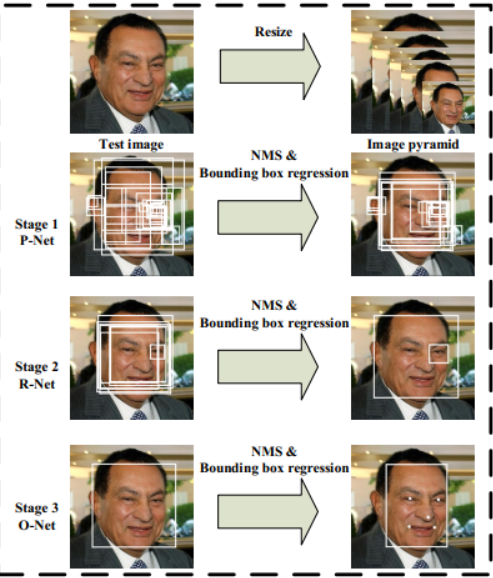 Resize
Test image
Image pyramid
NMS &
Bounding box regression
Stage 1
P-Net
NMS &
Bounding box regression
Stage 2
R-Net
NMS &
Bounding box regression
Stage 3
O-Net